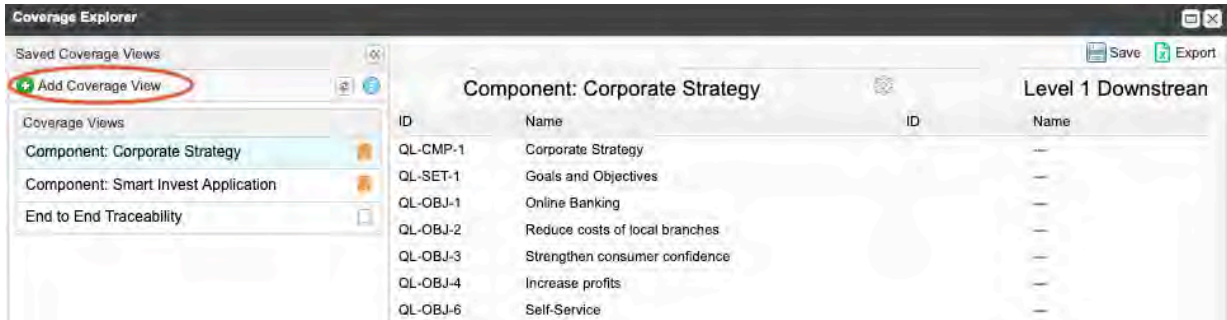 Coverage Explorer
Saved Coverage Views
Save Export
Add Coverage View
Component: Corporate Strategy Level 1 Downstrean
Coverage Views
ID Name ID Name
Component: Corporate Strategy
QL-CMP-1 Corporate Strategy —
Component: Smart Invest Application
QL-SET-1 Goals and Objectives —
End to End Traceability
QL-OBJ-1 Online Banking —
QL-OBJ-2 Reduce costs of local branches —
QL-OBJ-3 Strengthen consumer confidence —
QL-OBJ-4 Increase profits —
QL-OBJ-6 Self-Service —